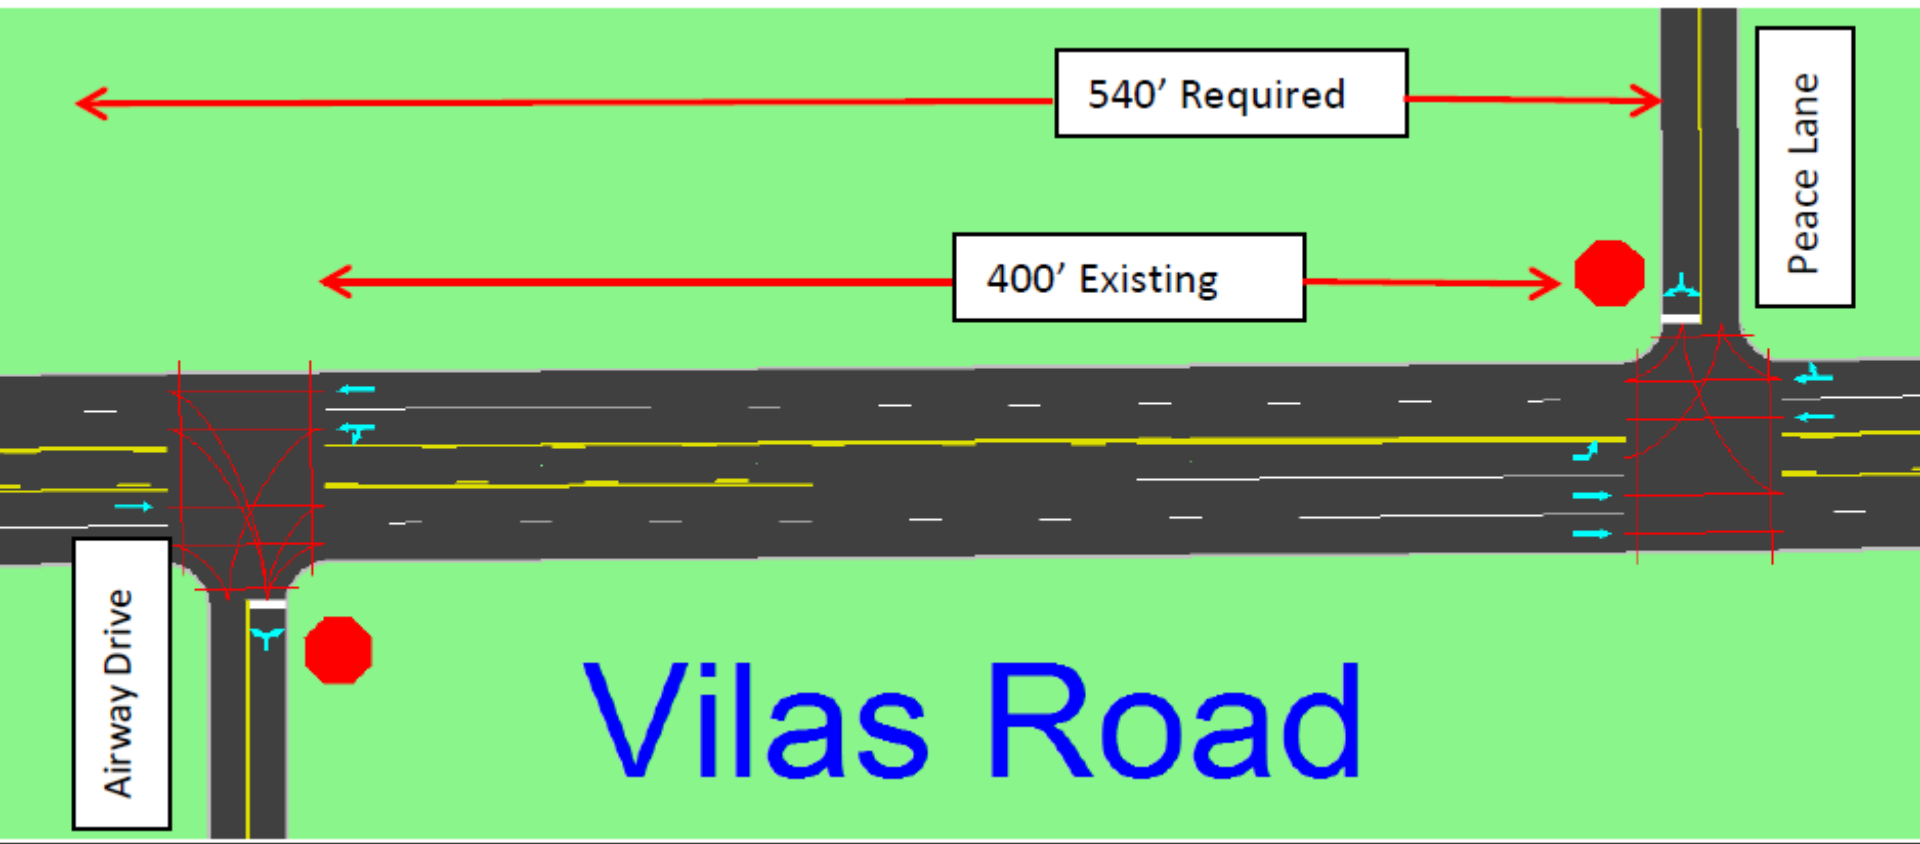 540’ Required
Peace Lane
400’ Existing
Airway Drive
Vilas Road